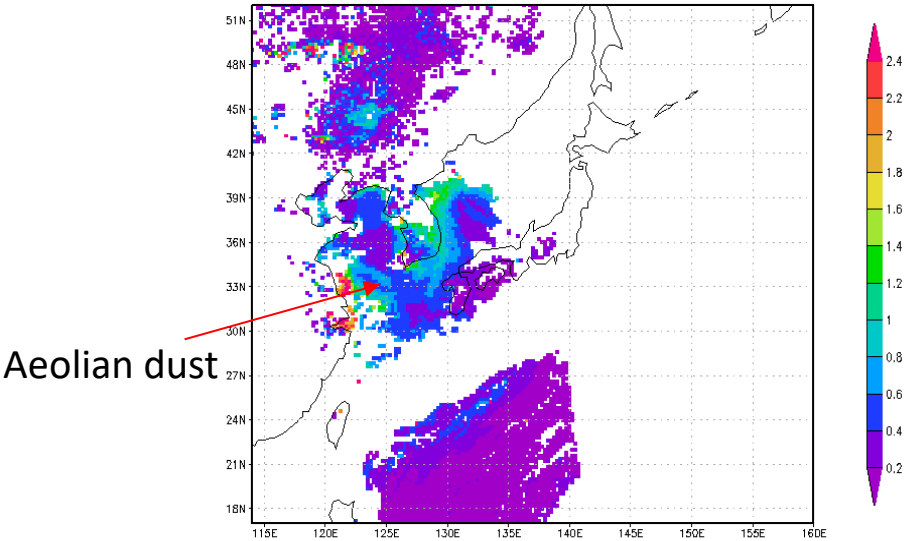 51N
48N
45N
42N
39N
36N
33N
30N
27N
24N
21N
18N
115E 120E 125E 130E 135E 140E 145E 150E 155E 160E
2.4
2.2
2
1.8
1.6
1.4
1.2
1
0.8
0.6
0.4
0.2
Aeolian dust